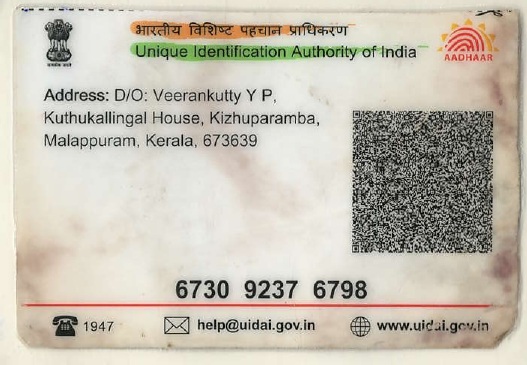 भारतीय विशिष्ट पहचान प्राधिकरण
Unique Identification Authority of India
AADHAAR
Address: D/O: Veerankutty Y P,
Kuthukallingal House, Kizhuparamba,
Malappuram, Kerala, 673639
6730 9237 6798
1947 help@uidai.gov.in www.uidai.gov.in